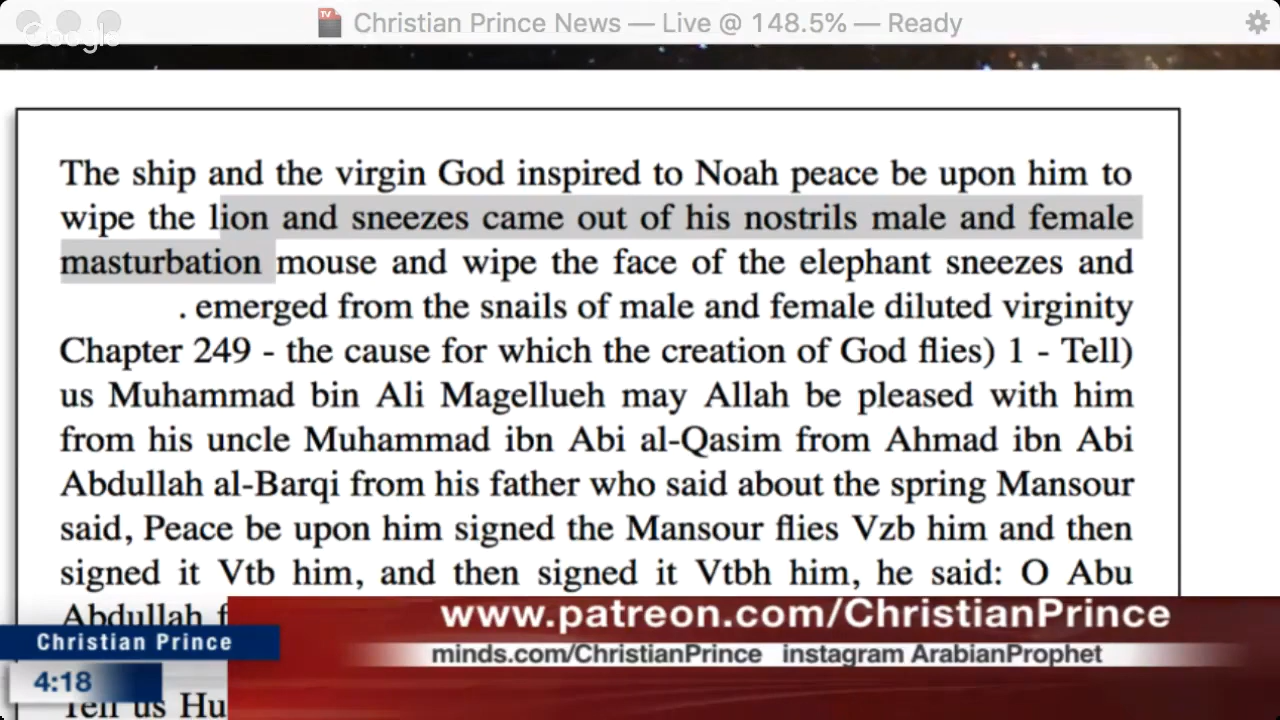 TV
Christian Prince News — Live @ 148.5% — Ready
Google
The ship and the virgin God inspired to Noah peace be upon him to
wipe the lion and sneezes came out of his nostrils male and female
masturbation mouse and wipe the face of the elephant sneezes and
. emerged from the snails of male and female diluted virginity
Chapter 249 - the cause for which the creation of God flies) 1 - Tell)
us Muhammad bin Ali Magellueh may Allah be pleased with him
from his uncle Muhammad ibn Abi al-Qasim from Ahmad ibn Abi
Abdullah al-Barqi from his father who said about the spring Mansour
said, Peace be upon him signed the Mansour flies Vzb him and then
signed it Vtb him, and then signed it Vtbh him, he said: O Abu
Abdullah f
www.patreon.com/ChristianPrince
Christian Prince
minds.com/ChristianPrince instagram ArabianProphet
4:18
Tell us Hu